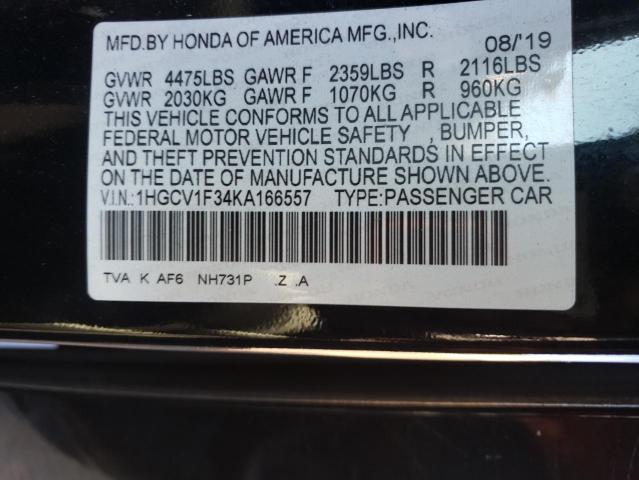 MFD.BY HONDA OF AMERICA MFG.,INC. 08/'19
GVWR 4475LBS GAWR F 2359LBS R 2116LBS
GVWR 2030KG GAWR F 1070KG R 960KG
THIS VEHICLE CONFORMS TO ALL APPLICABLE
FEDERAL MOTOR VEHICLE SAFETY , BUMPER,
AND THEFT PREVENTION STANDARDS IN EFFECT
ON THE DATE OF MANUFACTURE SHOWN ABOVE.
V.I.N.:1HGCV1F34KA166557 TYPE:PASSENGER CAR
TVA K AF6 NH731P .Z .A